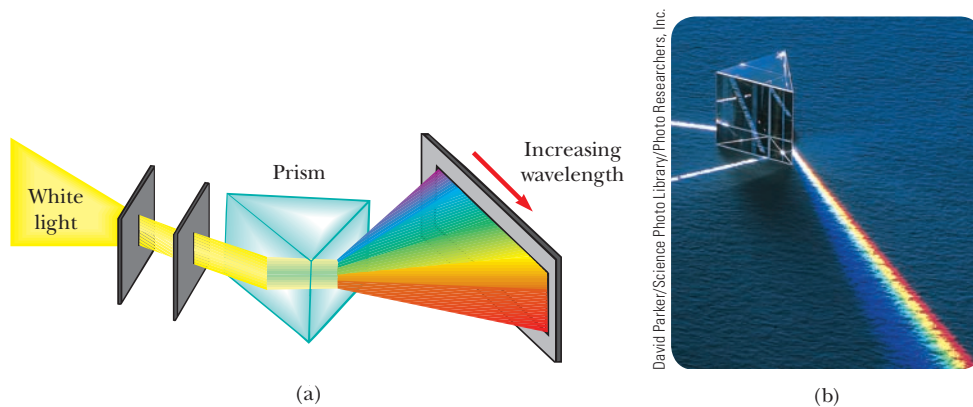 White
light
Prism
Increasing
wavelength
(a)
David Parker/Science Photo Library/Photo Researchers, Inc.
(b)